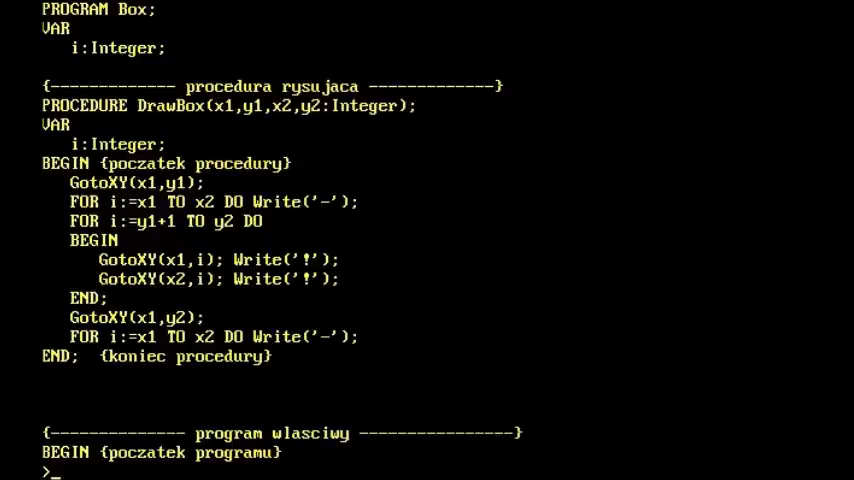 PROGRAM Box;
VAR
   i:Integer;

{------------- procedura rysujaca -------------}
PROCEDURE DrawBox(x1,y1,x2,y2:Integer);
VAR
   i:Integer;
BEGIN {poczatek procedury}
   GotoXY(x1,y1);
   FOR i:=x1 TO x2 DO Write('-');
   FOR i:=y1+1 TO y2 DO
   BEGIN
      GotoXY(x1,i); Write('!');
      GotoXY(x2,i); Write('!');
   END;
   GotoXY(x1,y2);
   FOR i:=x1 TO x2 DO Write('-');
END;  {koniec procedury}

{-------------- program wlasciwy ----------------}
BEGIN {poczatek programu}
>_